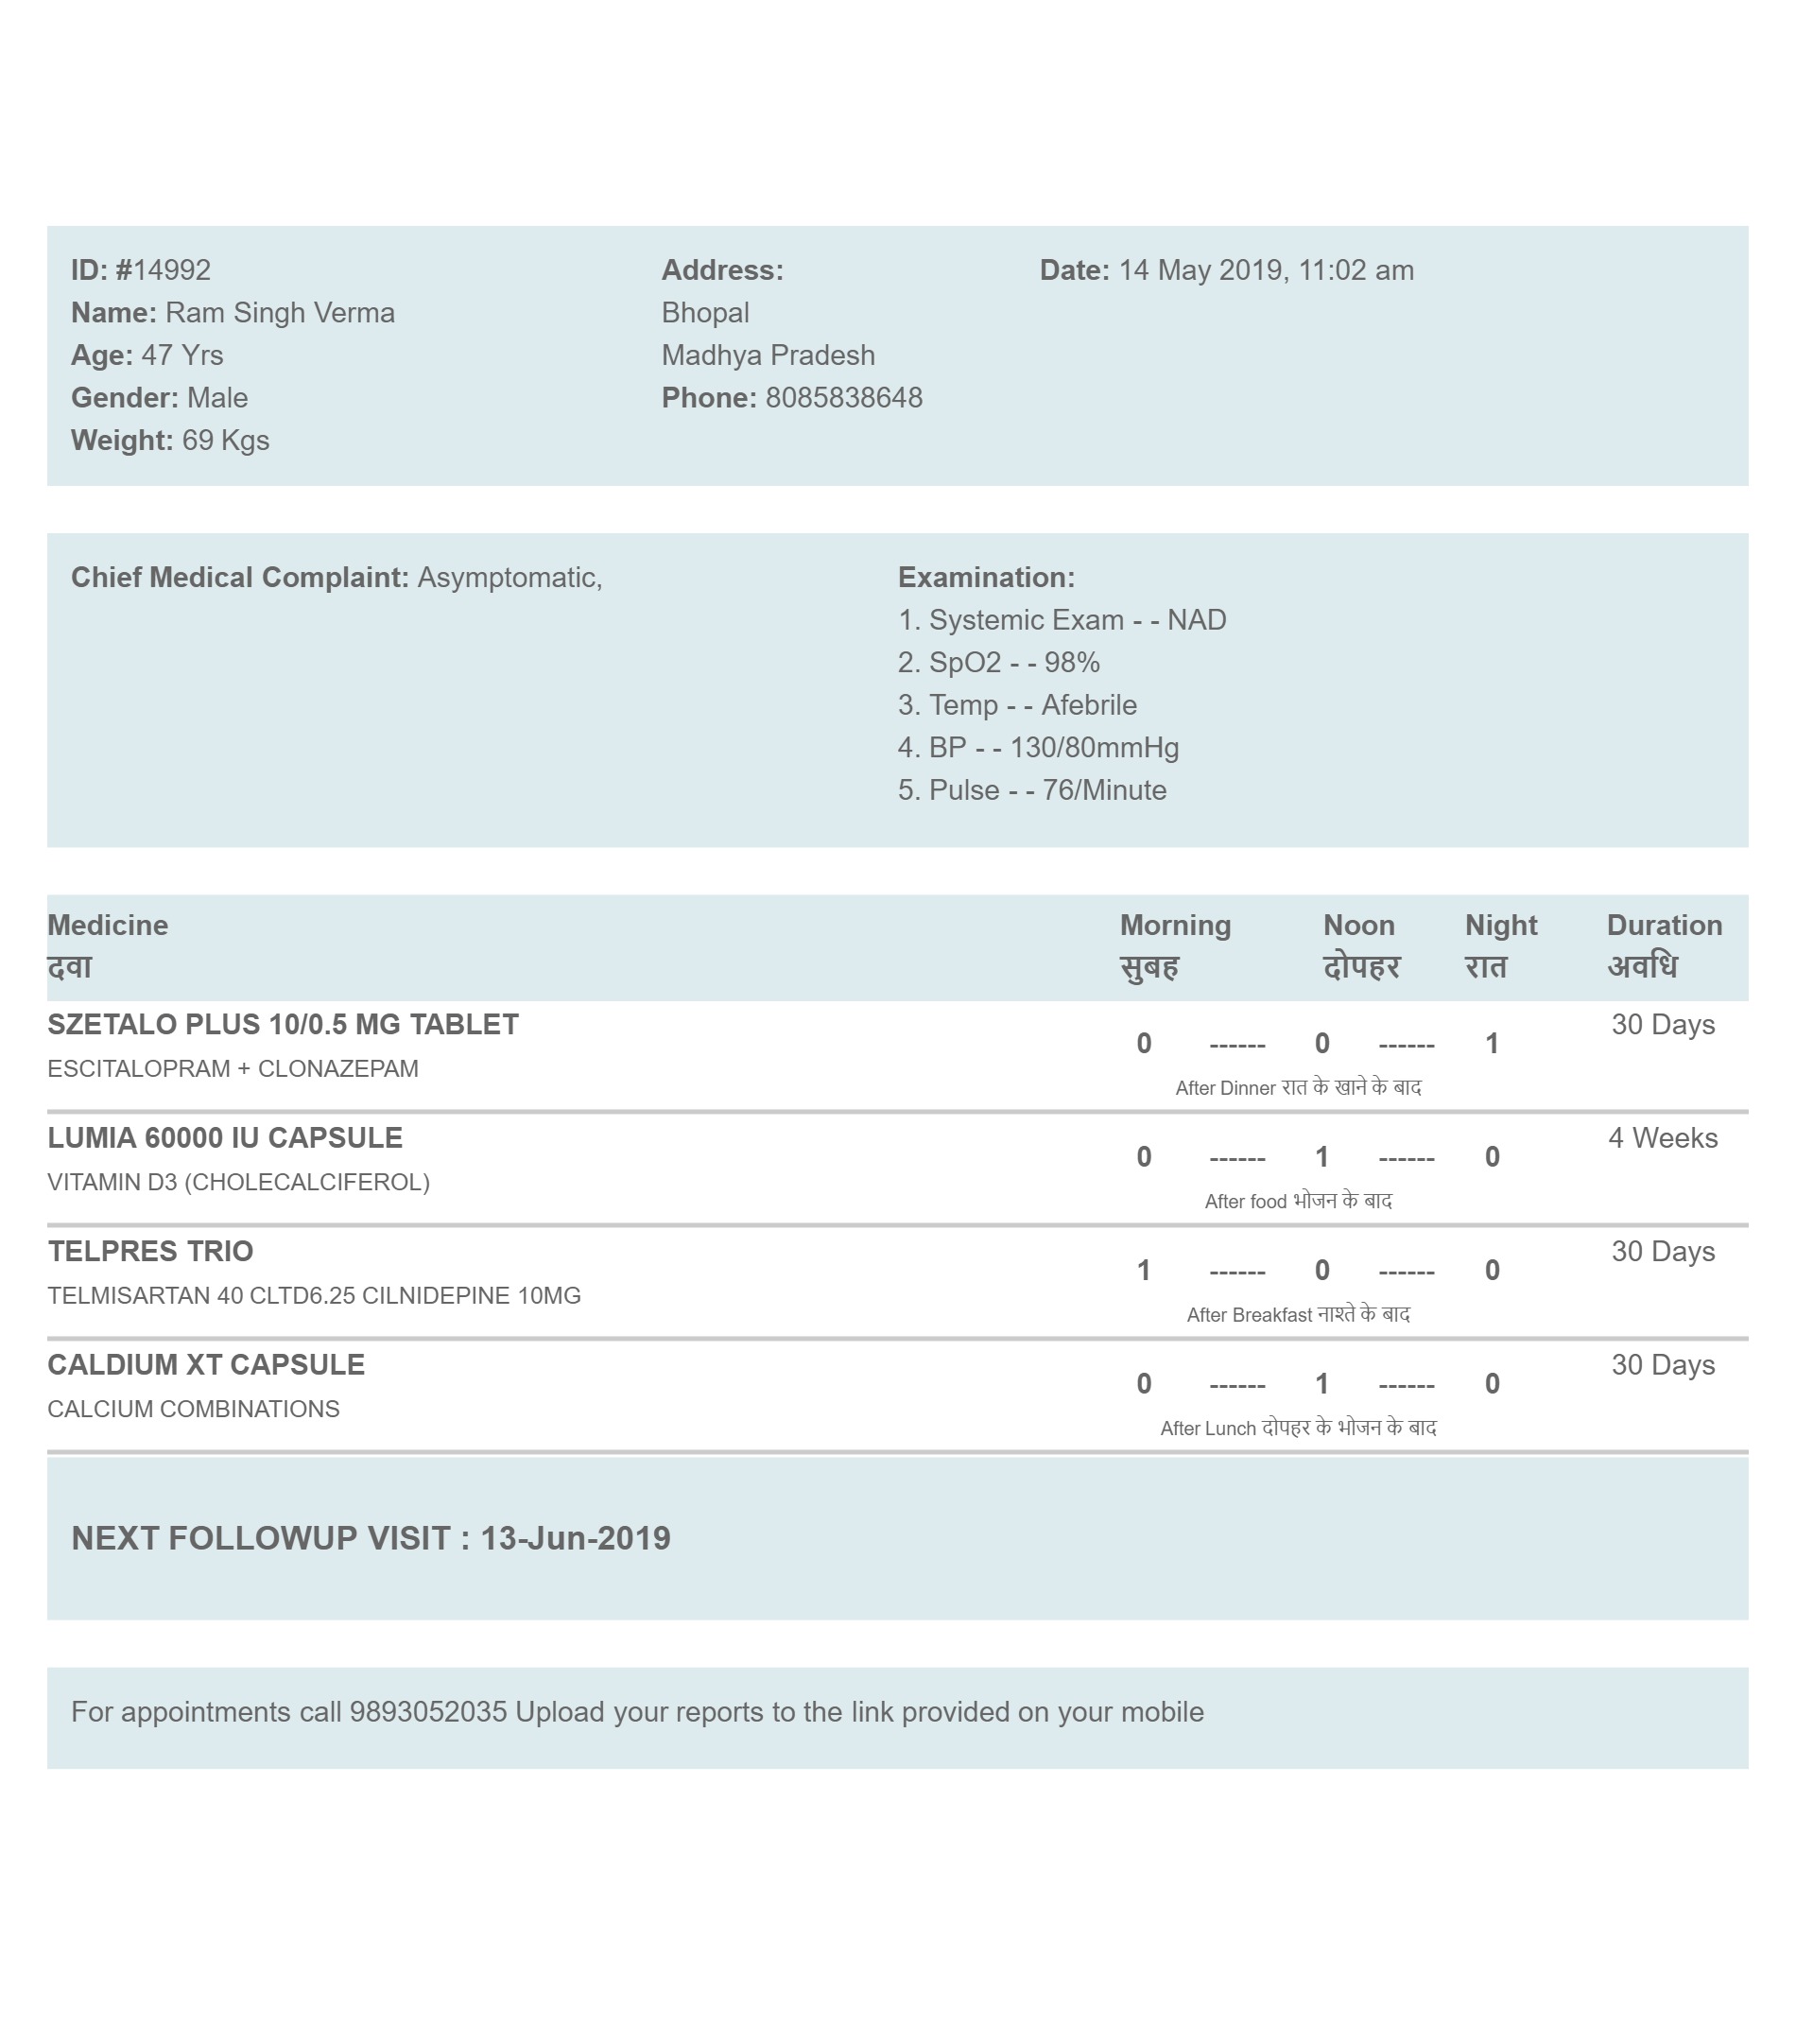 ID: #14992
Name: Ram Singh Verma
Age: 47 Yrs
Gender: Male
Weight: 69 Kgs
Address:
Bhopal
Madhya Pradesh
Phone: 8085838648
Date: 14 May 2019, 11:02 am
Chief Medical Complaint: Asymptomatic,
Examination:
1. Systemic Exam - - NAD
2. SpO2 - - 98%
3. Temp - - Afebrile
4. BP - - 130/80mmHg
5. Pulse - - 76/Minute
Medicine Morning Noon Night Duration
दवा सुबह दोपहर रात अवधि
SZETALO PLUS 10/0.5 MG TABLET 30 Days
0 ------ 0 ------ 1
ESCITALOPRAM + CLONAZEPAM
After Dinner रात के खाने के बाद
LUMIA 60000 IU CAPSULE 4 Weeks
0 ------ 1 ------ 0
VITAMIN D3 (CHOLECALCIFEROL)
After food भोजन के बाद
TELPRES TRIO 30 Days
1 ------ 0 ------ 0
TELMISARTAN 40 CLTD6.25 CILNIDEPINE 10MG
After Breakfast नाश्ते के बाद
CALDIUM XT CAPSULE 30 Days
0 ------ 1 ------ 0
CALCIUM COMBINATIONS
After Lunch दोपहर के भोजन के बाद
NEXT FOLLOWUP VISIT : 13-Jun-2019
For appointments call 9893052035 Upload your reports to the link provided on your mobile